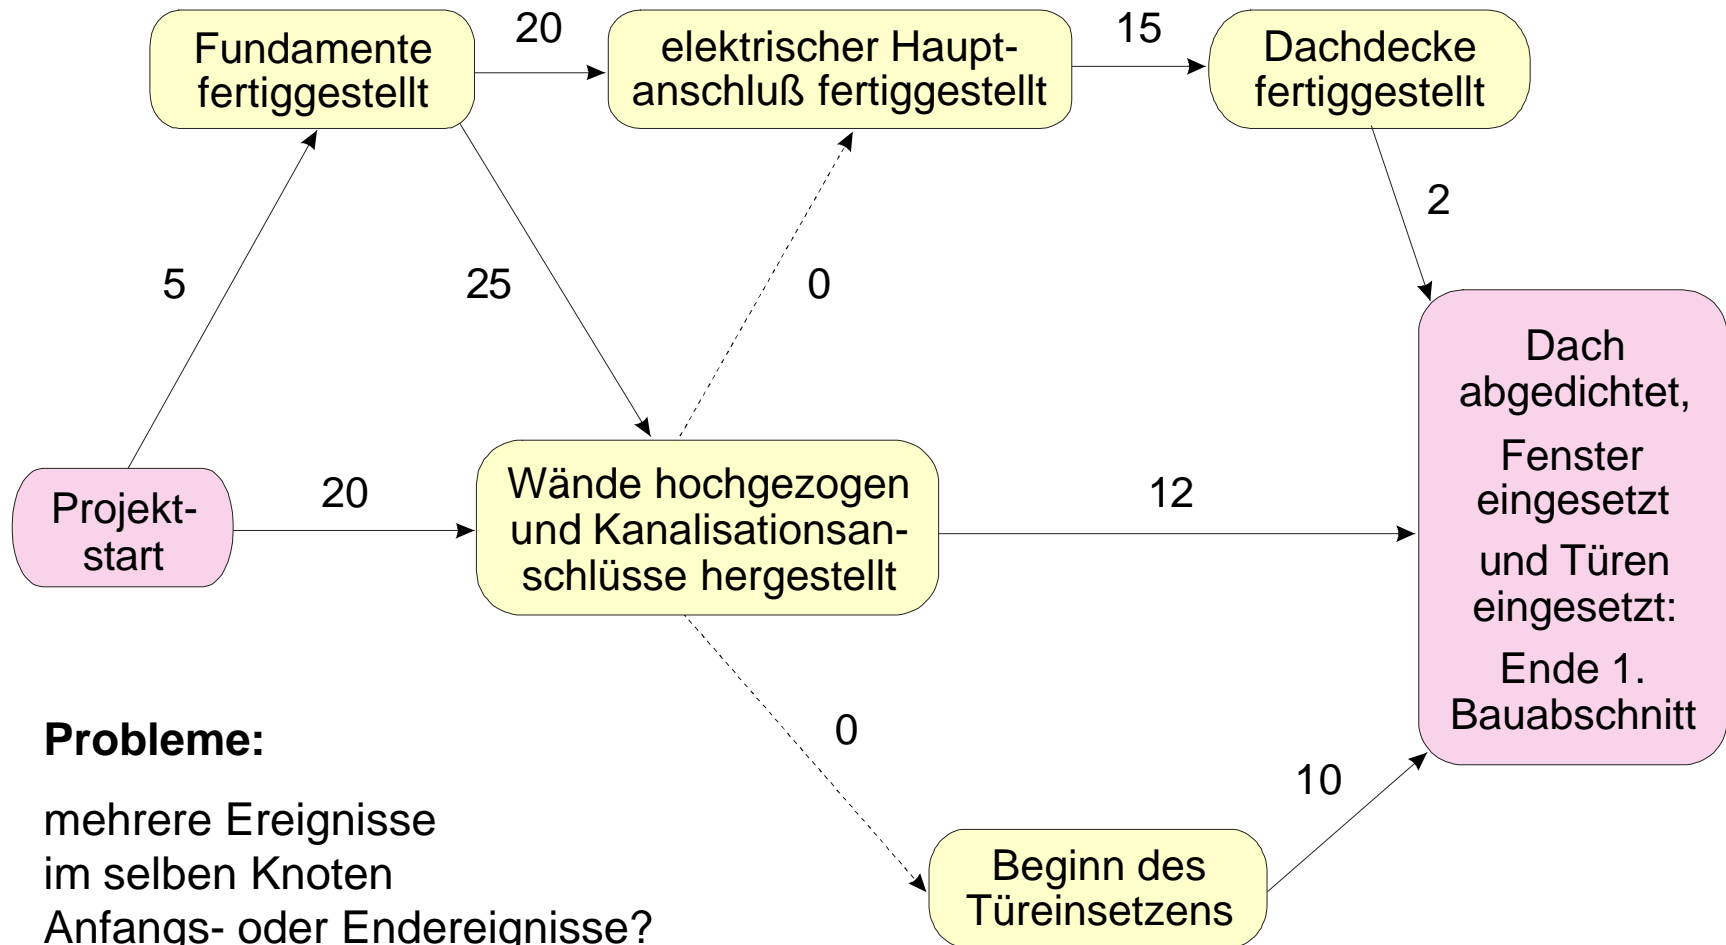 Fundamente
fertiggestellt
20
elektrischer Haupt-
anschluß fertiggestellt
15
Dachdecke
fertiggestellt
5
25
0
2
Projekt-
start
20
Wände hochgezogen
und Kanalisationsan-
schlüsse hergestellt
12
Dach
abgedichtet,
Fenster
eingesetzt
und Türen
eingesetzt:
Ende 1.
Bauabschnitt
0
10
Beginn des
Türeinsetzens
Probleme:
mehrere Ereignisse
im selben Knoten
Anfangs- oder Endereignisse?